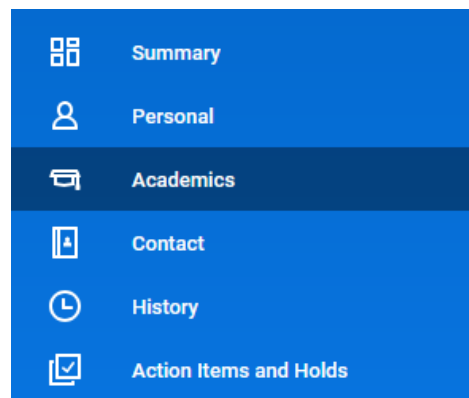 Summary
Personal
Academics
Contact
History
Action Items and Holds